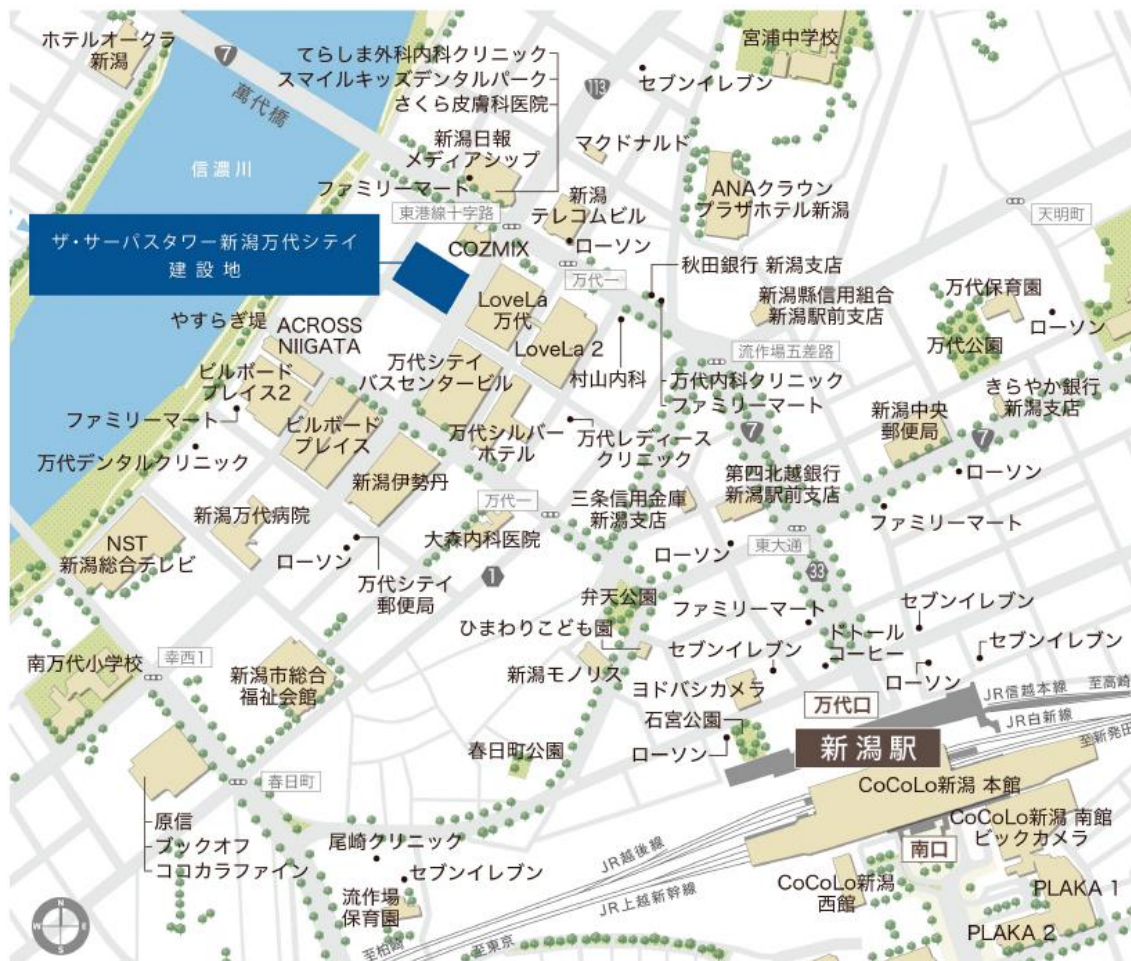 ホテルオークラ
新潟
7
萬代橋
信濃川
てらしま外科内科クリニック
スマイルキッズデンタルパーク
さくら皮膚科医院
113
セブンイレブン
宮浦中学校
新潟日報
メディアシップ
ファミリーマート
マクドナルド
東港線十字路
新潟
テレコムビル
ローソン
ANAクラウン
プラザホテル新潟
天明町
ザ・サーパスタワー新潟万代シテイ
建設地
COZMIX
万代一
秋田銀行 新潟支店
新潟縣信用組合
新潟駅前支店
万代保育園
ローソン
万代公園
LoveLa
万代
LoveLa 2
やすらぎ堤
ACROSS
NIIGATA
万代シテイ
バスセンタービル
村山内科
流作場五差路
万代内科クリニック
ファミリーマート
きらやか銀行
新潟支店
ビルボード
プレイス2
ファミリーマート
ビルボード
プレイス
万代デンタルクリニック
万代シルバー
ホテル
万代レディース
クリニック
7
新潟中央
郵便局
7
ローソン
新潟伊勢丹
第四北越銀行
新潟駅前支店
新潟万代病院
万代一
三条信用金庫
新潟支店
ファミリーマート
NST
新潟総合テレビ
ローソン
大森内科医院
ローソン
東大通
万代シテイ
郵便局
1
33
弁天公園
ファミリーマート
セブンイレブン
ひまわりこども園
ドトール
コーヒー
セブンイレブン
セブンイレブン
南万代小学校
幸西1
新潟市総合
福祉会館
新潟モノリス
ヨドバシカメラ
ローソン
万代口
JR信越本線
至高崎
JR白新線
至新発田
石宮公園
ローソン
新潟駅
春日町公園
春日町
CoCoLo新潟 本館
原信
ブックオフ
ココカラファイン
尾崎クリニック
セブンイレブン
流作場
保育園
JR越後線
JR上越新幹線
CoCoLo新潟 南館
ビックカメラ
南口
CoCoLo新潟
西館
PLAKA 1
PLAKA 2
至柏崎
至東京
N
W
E
S